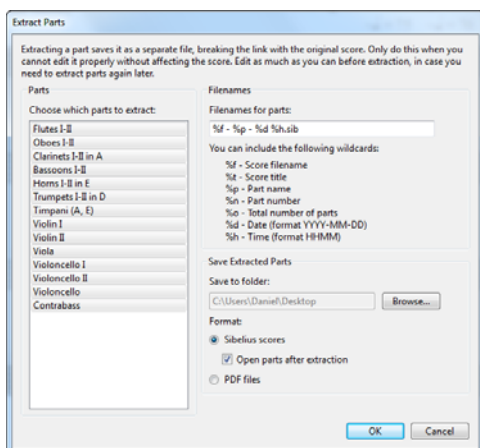 Extract Parts
Extracting a part saves it as a separate file, breaking the link with the original score. Only do this when you
cannot edit it properly without affecting the score. Edit as much as you can before extraction, in case you
need to extract parts again later.
Parts
Choose which parts to extract:
Flutes I-II
Oboes I-II
Clarinets I-II in A
Bassoons I-II
Horns I-II in E
Trumpets I-II in D
Timpani (A, E)
Violin I
Violin II
Viola
Violoncello I
Violoncello II
Violoncello
Contrabass
Filenames
Filenames for parts:
%f - %p - %d %h.sib
You can include the following wildcards:
%f - Score filename
%t - Score title
%p - Part name
%n - Part number
%o - Total number of parts
%d - Date (format YYYY-MM-DD)
%h - Time (format HHMM)
Save Extracted Parts
Save to folder:
C:\Users\Daniel\Desktop
Browse...
Format:
Sibelius scores
Open parts after extraction
PDF files
OK
Cancel